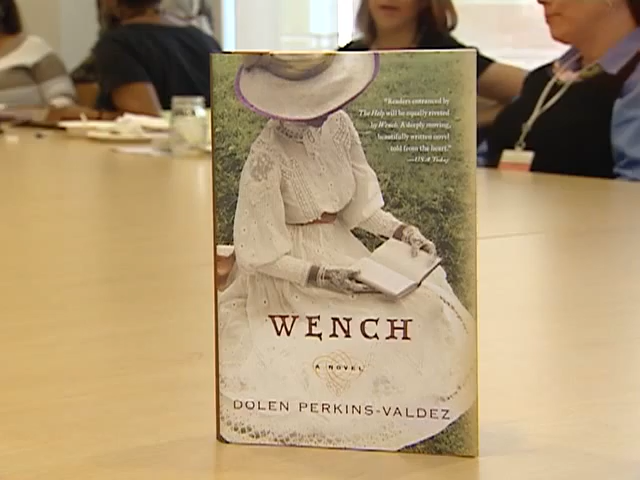 "Readers entranced by
The Help will be equally riveted
by Wench. A deeply moving,
beautifully written novel
told from the heart."
—USA Today
WENCH
A NOVEL
DOLEN PERKINS-VALDEZ